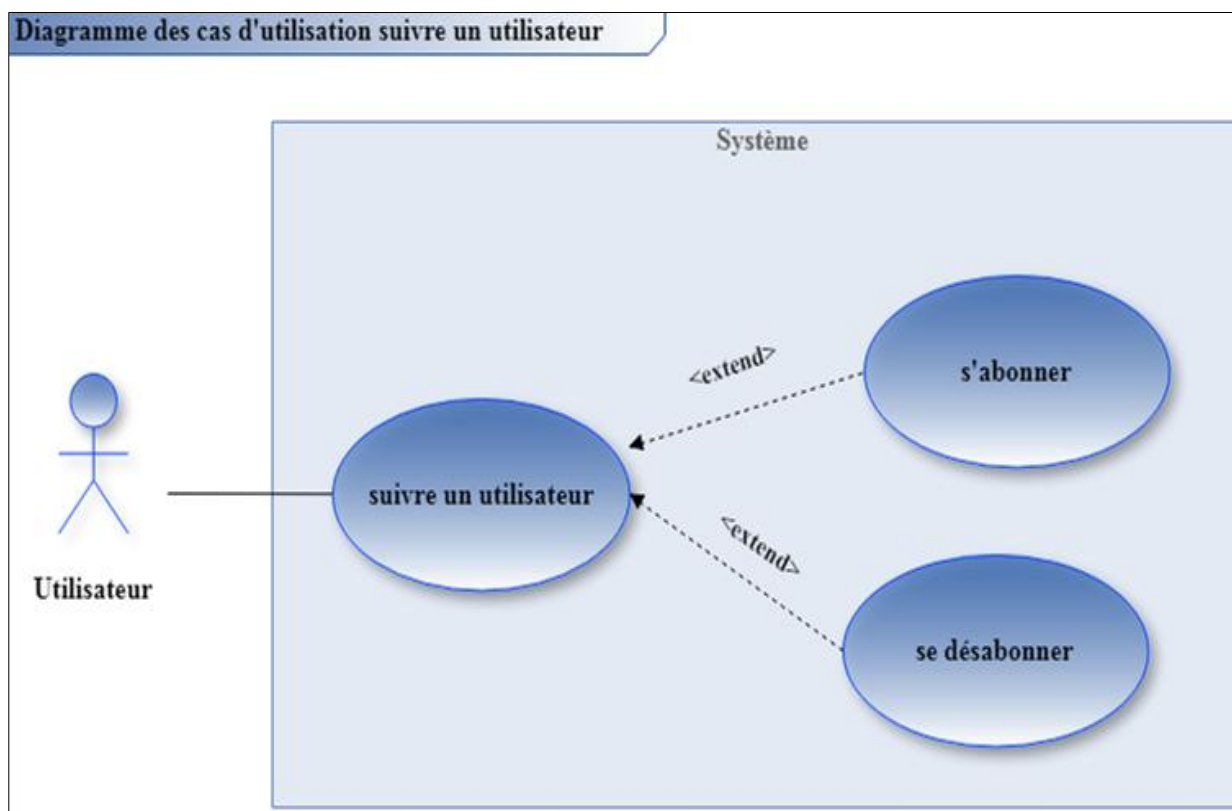 Diagramme des cas d'utilisation suivre un utilisateur
Système
s'abonner
<extend>
suivre un utilisateur
<extend>
Utilisateur
se désabonner